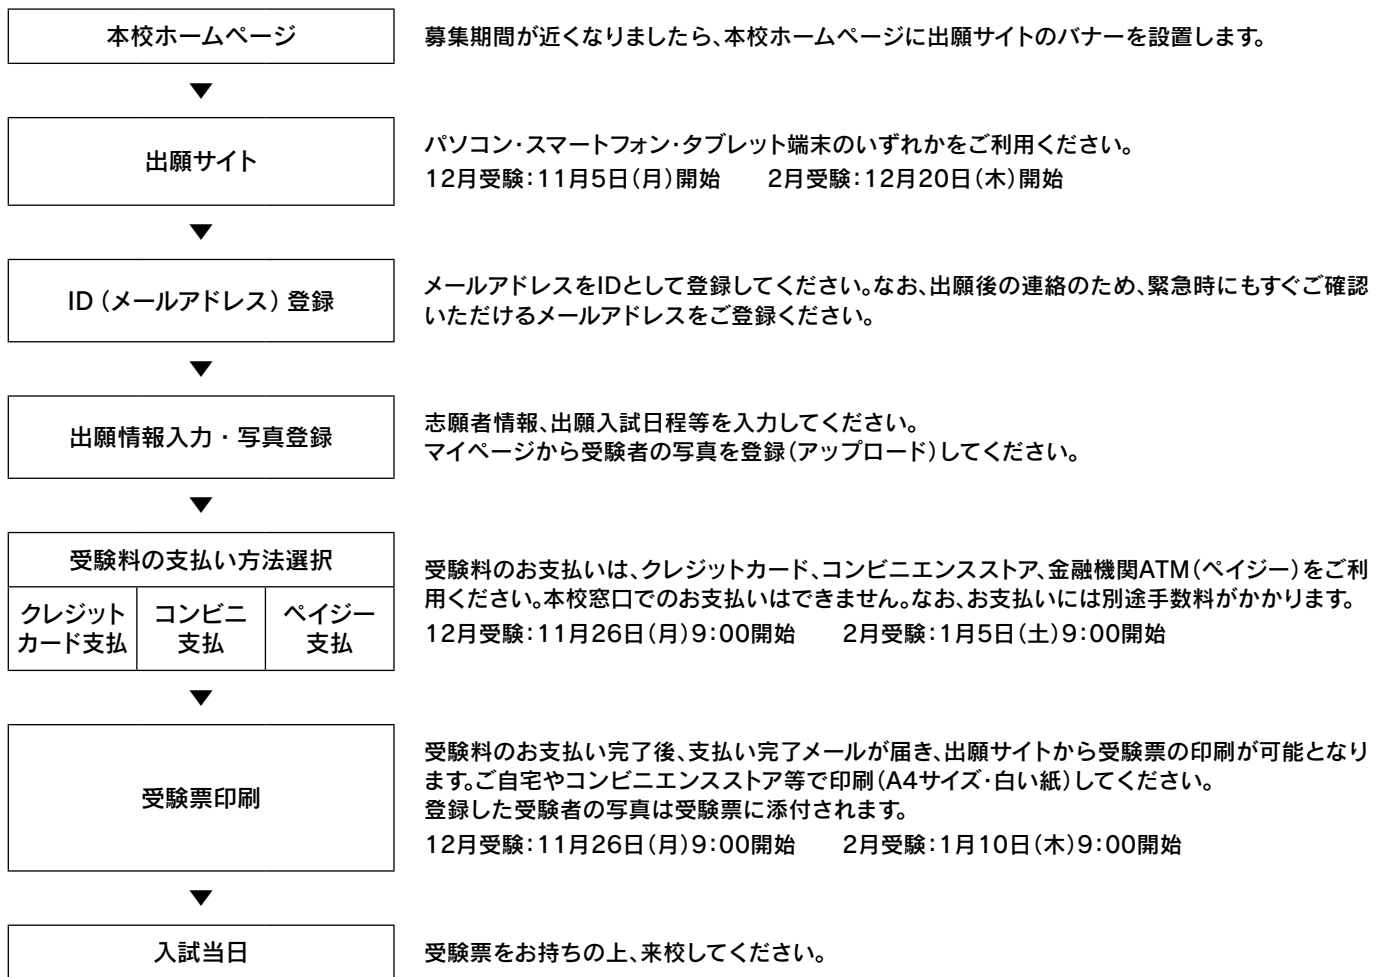 本校ホームページ
募集期間が近くなりましたら、本校ホームページに出願サイトのバナーを設置します。
▼
出願サイト
パソコン・スマートフォン・タブレット端末のいずれかをご利用ください。
12月受験：11月5日（月）開始　　2月受験：12月20日（木）開始
▼
ID（メールアドレス）登録
メールアドレスをIDとして登録してください。なお、出願後の連絡のため、緊急時にもすぐご確認
いただけるメールアドレスをご登録ください。
▼
出願情報入力・写真登録
志願者情報、出願入試日程等を入力してください。
マイページから受験者の写真を登録（アップロード）してください。
▼
受験料の支払い方法選択
クレジット
カード支払
コンビニ
支払
ペイジー
支払
受験料のお支払いは、クレジットカード、コンビニエンスストア、金融機関ATM（ペイジー）をご利
用ください。本校窓口でのお支払いはできません。なお、お支払いには別途手数料がかかります。
12月受験：11月26日（月）9：00開始　　2月受験：1月5日（土）9：00開始
▼
受験票印刷
受験料のお支払い完了後、支払い完了メールが届き、出願サイトから受験票の印刷が可能となり
ます。ご自宅やコンビニエンスストア等で印刷（A4サイズ・白い紙）してください。
登録した受験者の写真は受験票に添付されます。
12月受験：11月26日（月）9：00開始　　2月受験：1月10日（木）9：00開始
▼
入試当日
受験票をお持ちの上、来校してください。